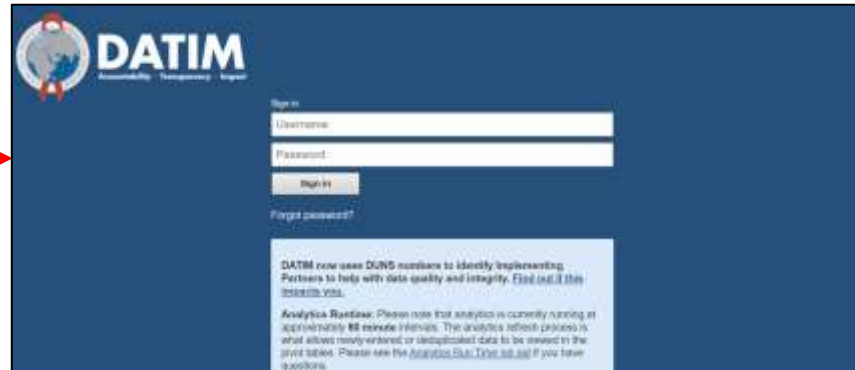 DATIM
Accountability · Transparency · Impact
Sign in
Username
Password
Sign in
Forgot password?
DATIM now uses DUNS numbers to identify Implementing
Partners to help with data quality and integrity. Find out if this
impacts you.
Analytics Runtime: Please note that analytics is currently running at
approximately 60 minute intervals. The analytics refresh process is
what allows newly entered or deduplicated data to be viewed in the
pivot tables. Please see the Analytics Run Time job aid if you have
questions.